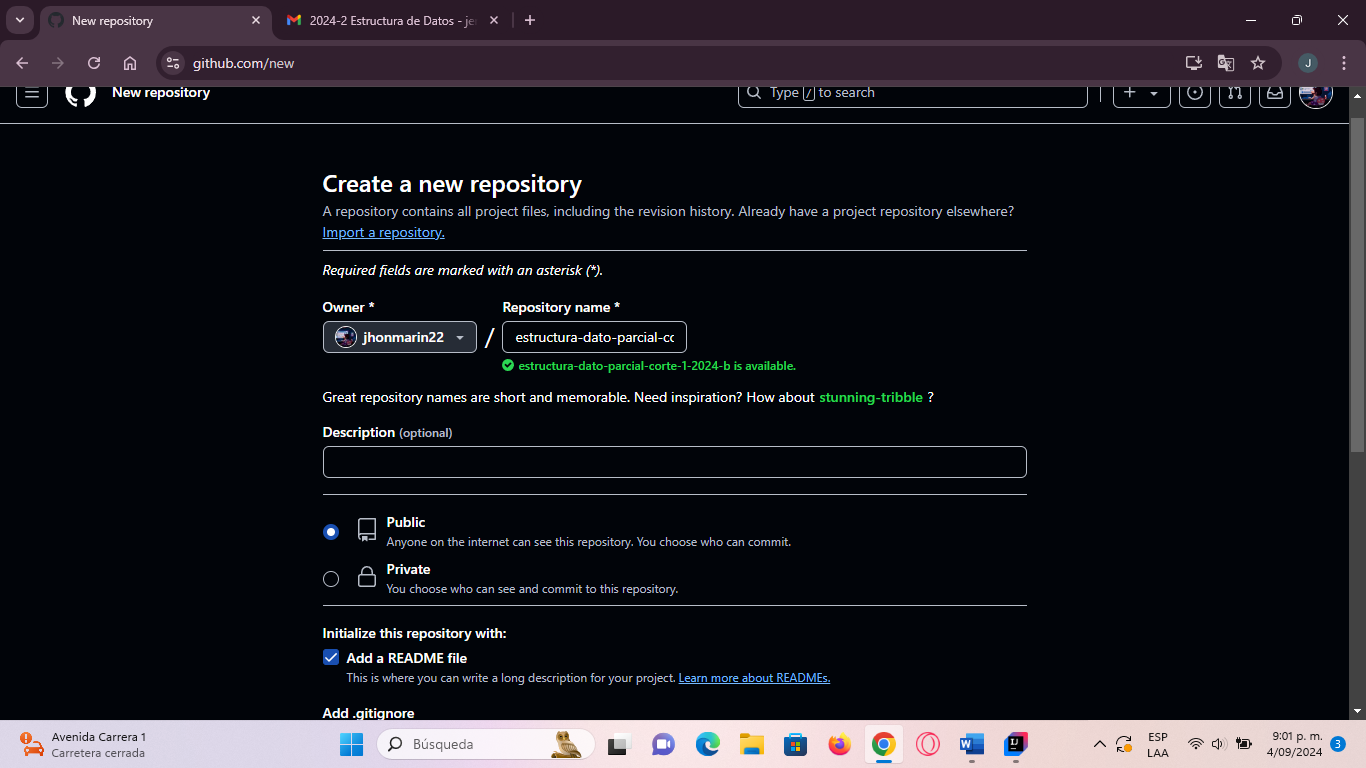 New repository
2024-2 Estructura de Datos - je
github.com/new
J
New repository
Type / to search
Create a new repository
A repository contains all project files, including the revision history. Already have a project repository elsewhere?
Import a repository.
Required fields are marked with an asterisk (*).
Owner * Repository name *
jhonmarin22 / estructura-dato-parcial-cc
estructura-dato-parcial-corte-1-2024-b is available.
Great repository names are short and memorable. Need inspiration? How about stunning-tribble ?
Description (optional)
Public
Anyone on the internet can see this repository. You choose who can commit.
Private
You choose who can see and commit to this repository.
Initialize this repository with:
Add a README file
This is where you can write a long description for your project. Learn more about READMEs.
Add .gitignore
Avenida Carrera 1
Carretera cerrada
Búsqueda
ESP
LAA
9:01 p. m.
4/09/2024
3